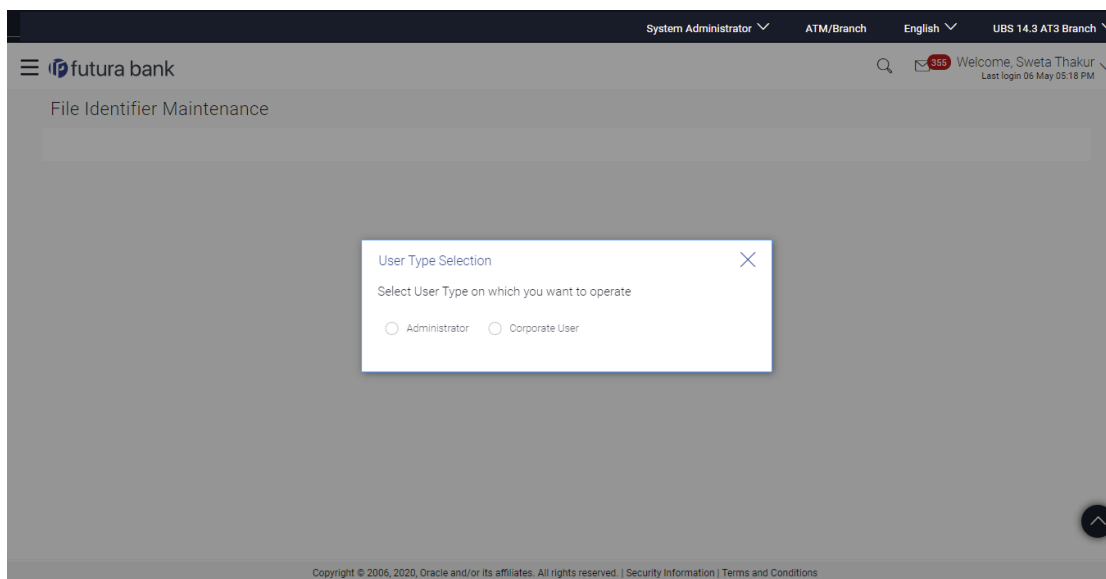 System Administrator ATM/Branch English UBS 14.3 AT3 Branch
futura bank 355 Welcome, Sweta Thakur
Last login 06 May 05:18 PM
File Identifier Maintenance
User Type Selection
Select User Type on which you want to operate
Administrator Corporate User
Copyright © 2006, 2020, Oracle and/or its affiliates. All rights reserved. | Security Information | Terms and Conditions